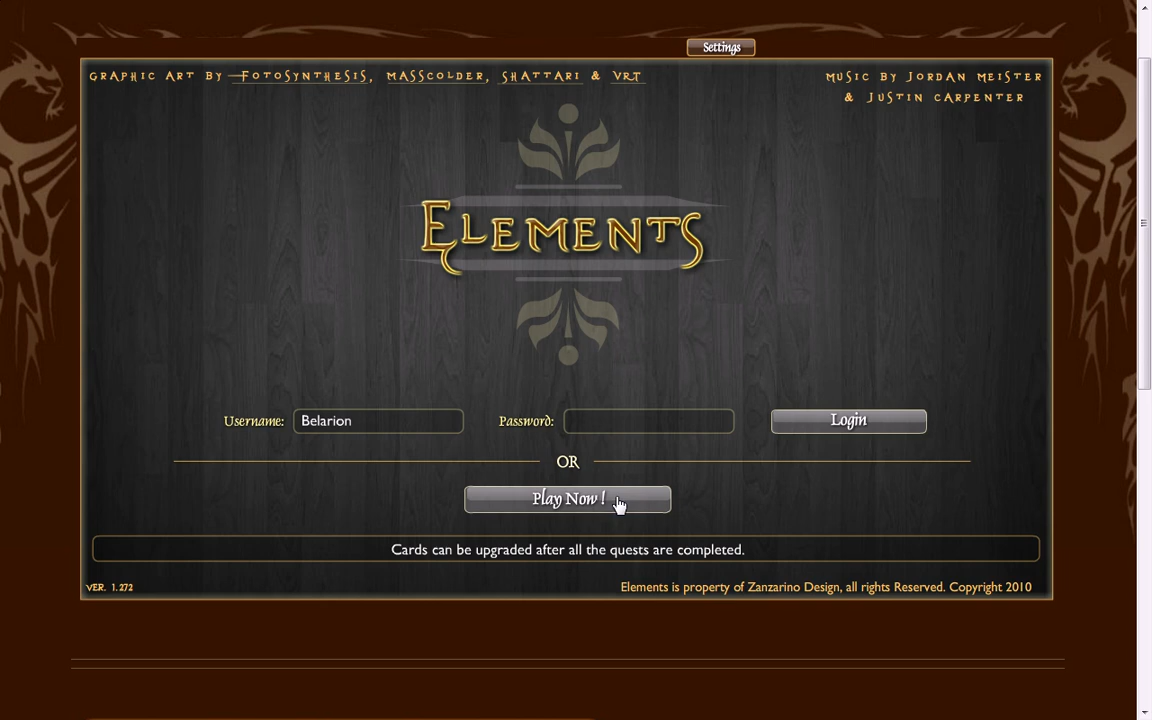 Settings
GRAPHIC ART BY FOTOSYNTHESIS, MASSCOLDER, SHATTARI & VRT
MUSIC BY JORDAN MEISTER
& JUSTIN CARPENTER
ELEMENTS
Username: Belarion Password: Login
OR
Play Now !
Cards can be upgraded after all the quests are completed.
VER. 1.272
Elements is property of Zanzarino Design, all rights Reserved. Copyright 2010